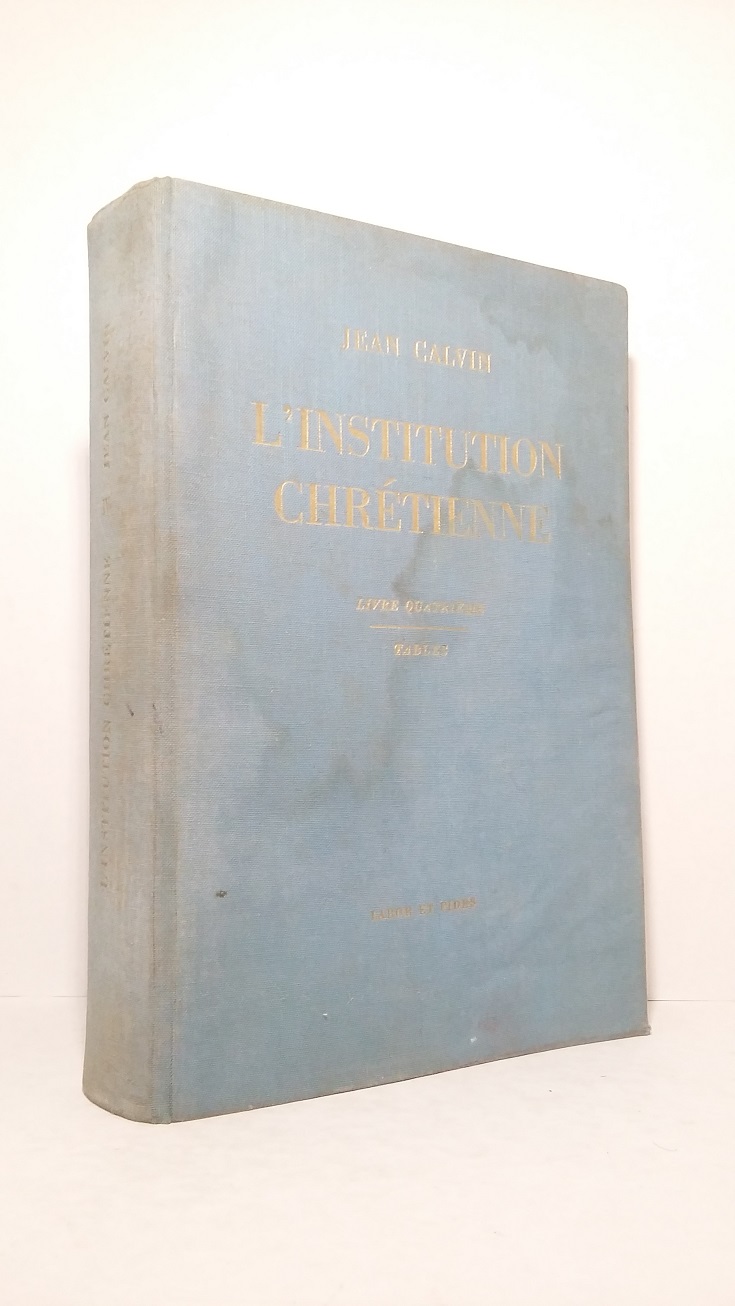 JEAN CALVIN
L'INSTITUTION
CHRÉTIENNE
LIVRE QUATRIÈME
TABLES
LABOR ET FIDES
L'INSTITUTION CHRÉTIENNE
JEAN CALVIN